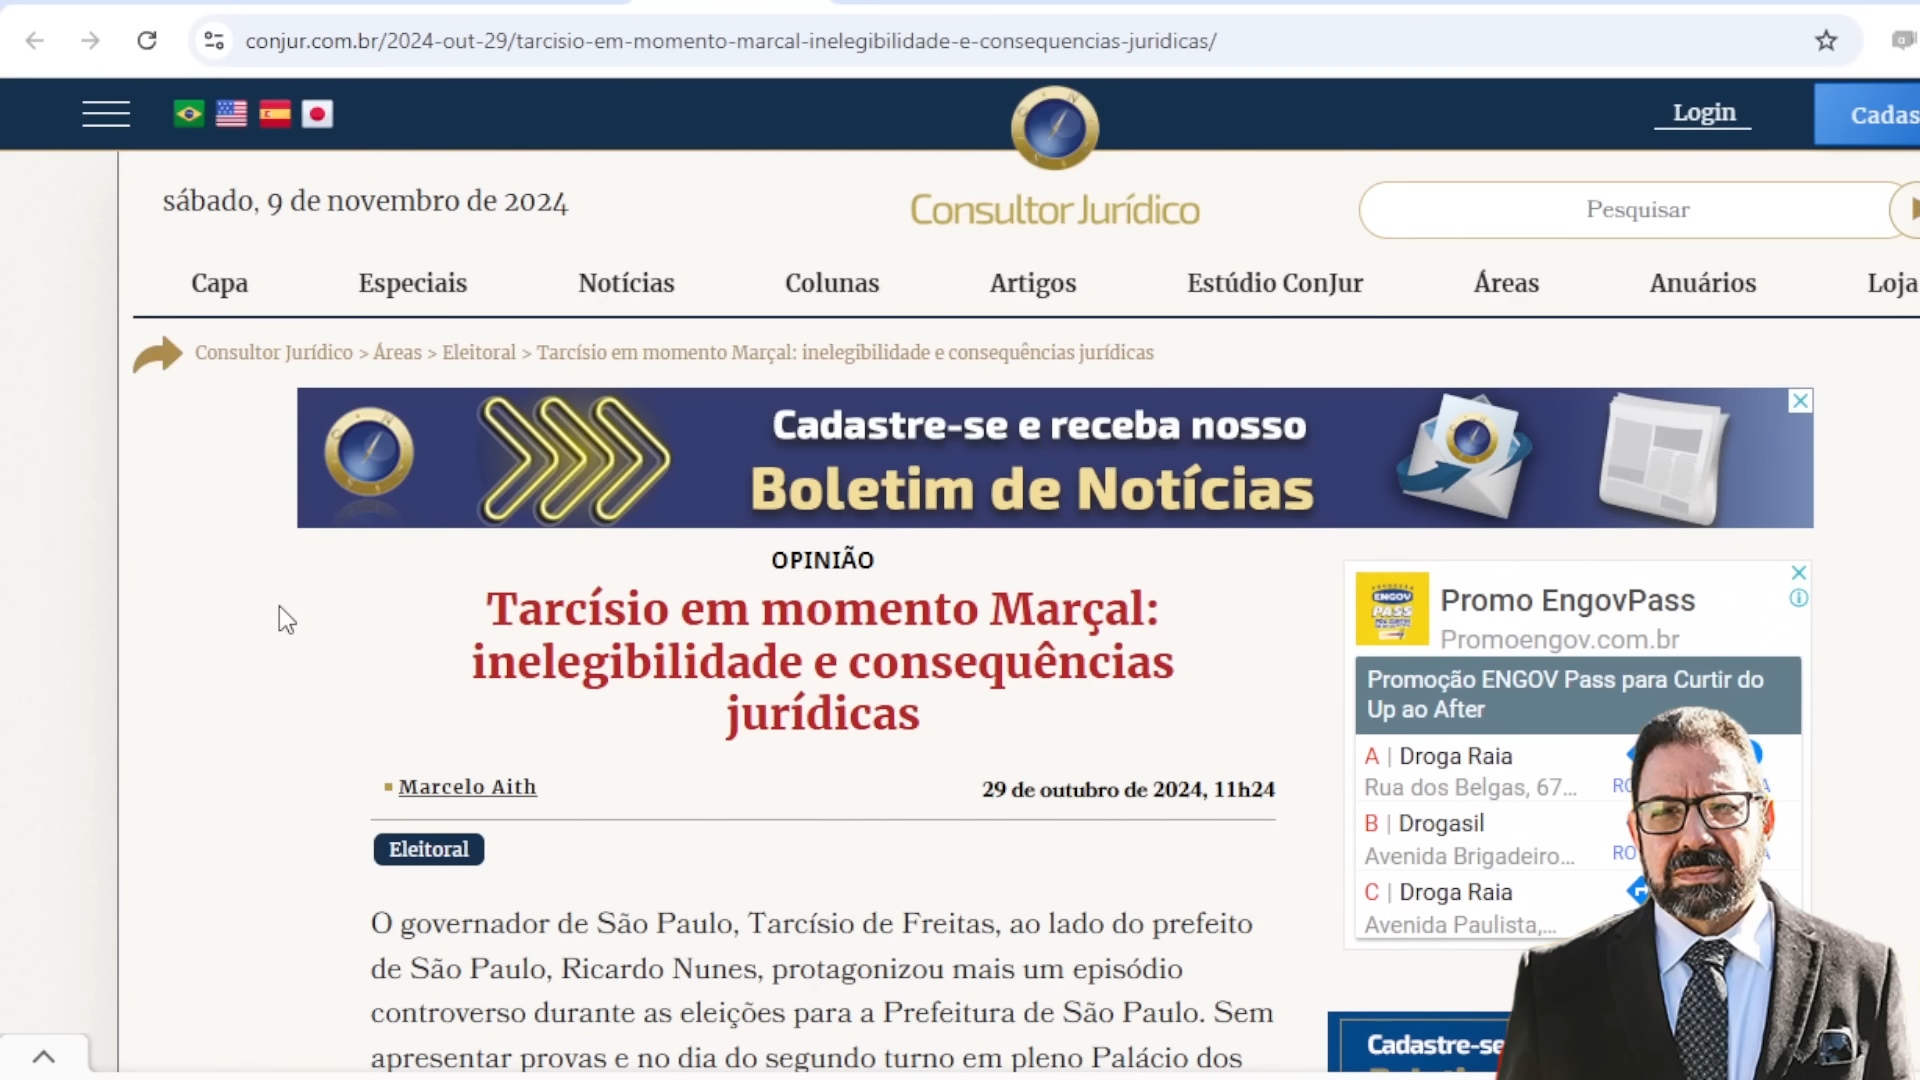 conjur.com.br/2024-out-29/tarcisio-em-momento-marcal-inelegibilidade-e-consequencias-juridicas/
Login
Cadas
sábado, 9 de novembro de 2024
Consultor Jurídico
Pesquisar
Capa
Especiais
Notícias
Colunas
Artigos
Estúdio ConJur
Áreas
Anuários
Loja
Consultor Jurídico > Áreas > Eleitoral > Tarcísio em momento Marçal: inelegibilidade e consequências jurídicas
Cadastre-se e receba nosso
Boletim de Notícias
OPINIÃO
Tarcísio em momento Marçal:
inelegibilidade e consequências
jurídicas
Marcelo Aith
29 de outubro de 2024, 11h24
Eleitoral
O governador de São Paulo, Tarcísio de Freitas, ao lado do prefeito
de São Paulo, Ricardo Nunes, protagonizou mais um episódio
controverso durante as eleições para a Prefeitura de São Paulo. Sem
apresentar provas e no dia do segundo turno em pleno Palácio dos
ENGOV
PASS
Promo EngovPass
Promoengov.com.br
Promoção ENGOV Pass para Curtir do
Up ao After
A | Droga Raia
Rua dos Belgas, 67...
B | Drogasil
Avenida Brigadeiro...
C | Droga Raia
Avenida Paulista,...
Cadastre-se